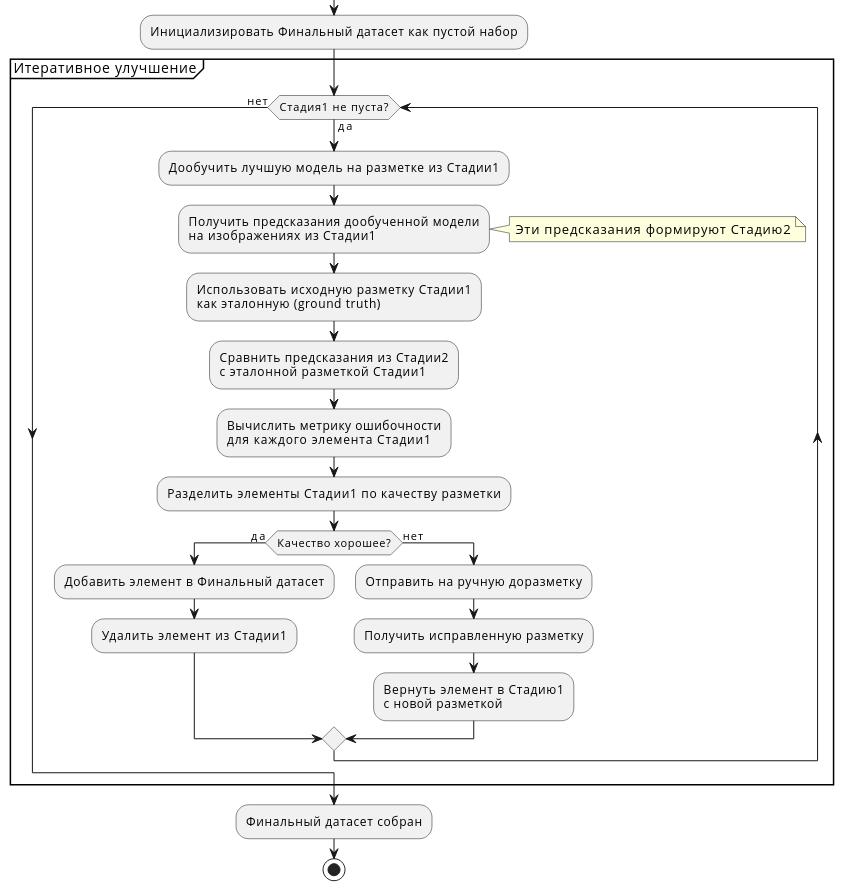 Инициализировать Финальный датасет как пустой набор
Итеративное улучшение
нет
Стадия1 не пуста?
да
Дообучить лучшую модель на разметке из Стадии1
Получить предсказания дообученной модели
на изображениях из Стадии1
Эти предсказания формируют Стадию2
Использовать исходную разметку Стадии1
как эталонную (ground truth)
Сравнить предсказания из Стадии2
с эталонной разметкой Стадии1
Вычислить метрику ошибочности
для каждого элемента Стадии1
Разделить элементы Стадии1 по качеству разметки
да
Качество хорошее?
нет
Добавить элемент в Финальный датасет
Отправить на ручную доразметку
Удалить элемент из Стадии1
Получить исправленную разметку
Вернуть элемент в Стадию1
с новой разметкой
Финальный датасет собран